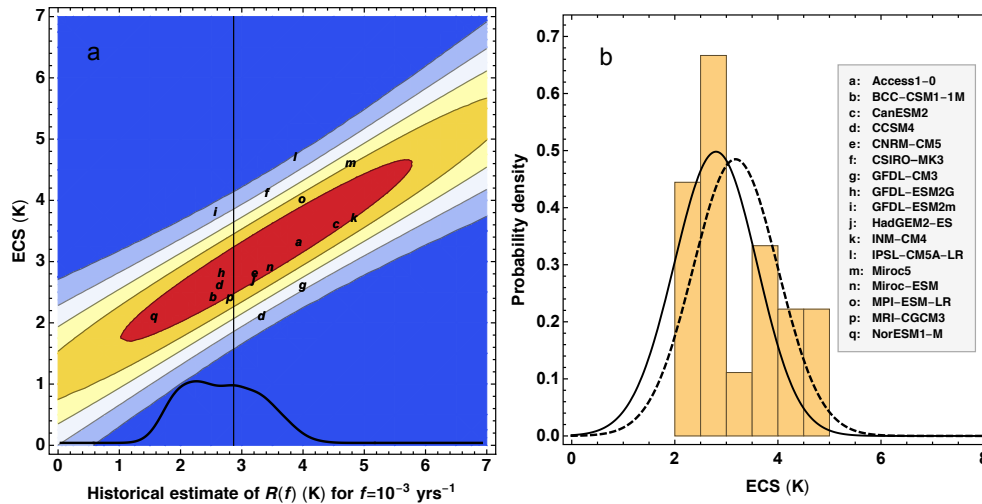 a
7
6
5
4
3
2
1
0
ECS (K)
l
m
f
o
i
k
c
a
n
h
e
j
d
g
b
p
q
d
0 1 2 3 4 5 6 7
Historical estimate of R(f) (K) for f=10⁻³ yrs⁻¹
b
0.7
0.6
0.5
0.4
0.3
0.2
0.1
0.0
Probability density
0 2 4 6 8
ECS (K)
a: Access1-0
b: BCC-CSM1-1M
c: CanESM2
d: CCSM4
e: CNRM-CM5
f: CSIRO-MK3
g: GFDL-CM3
h: GFDL-ESM2G
i: GFDL-ESM2m
j: HadGEM2-ES
k: INM-CM4
l: IPSL-CM5A-LR
m: Miroc5
n: Miroc-ESM
o: MPI-ESM-LR
p: MRI-CGCM3
q: NorESM1-M